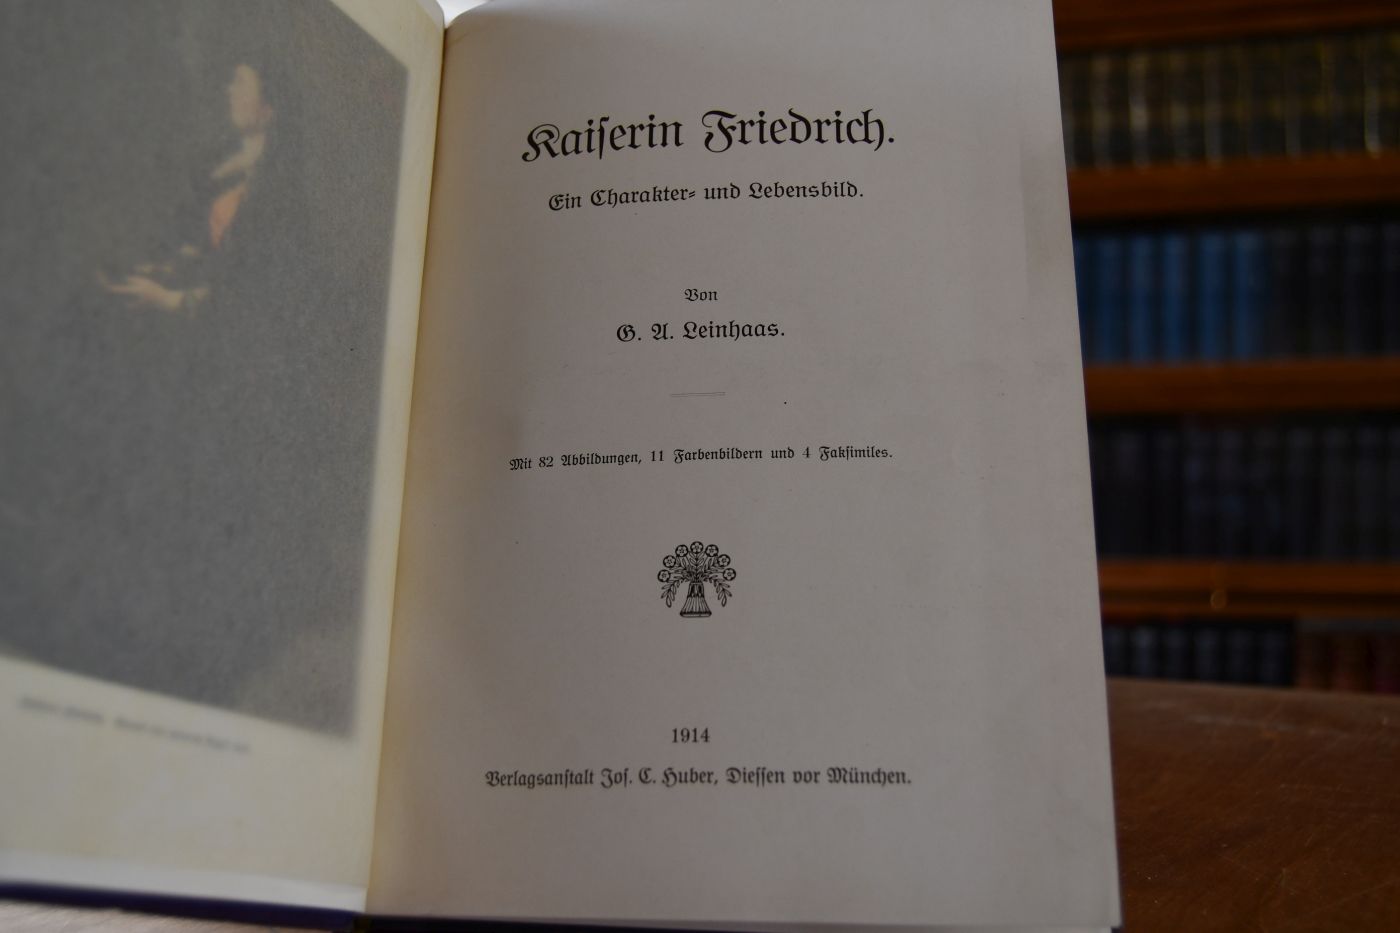 Kaiſerin Friedrich.
Ein Charakter⸗ und Lebensbild.
Von
G. A. Leinhaas.
Mit 82 Abbildungen, 11 Farbenbildern und 4 Fakſimiles.
1914
Verlagsanſtalt Joſ. C. Huber, Dieſſen vor München.